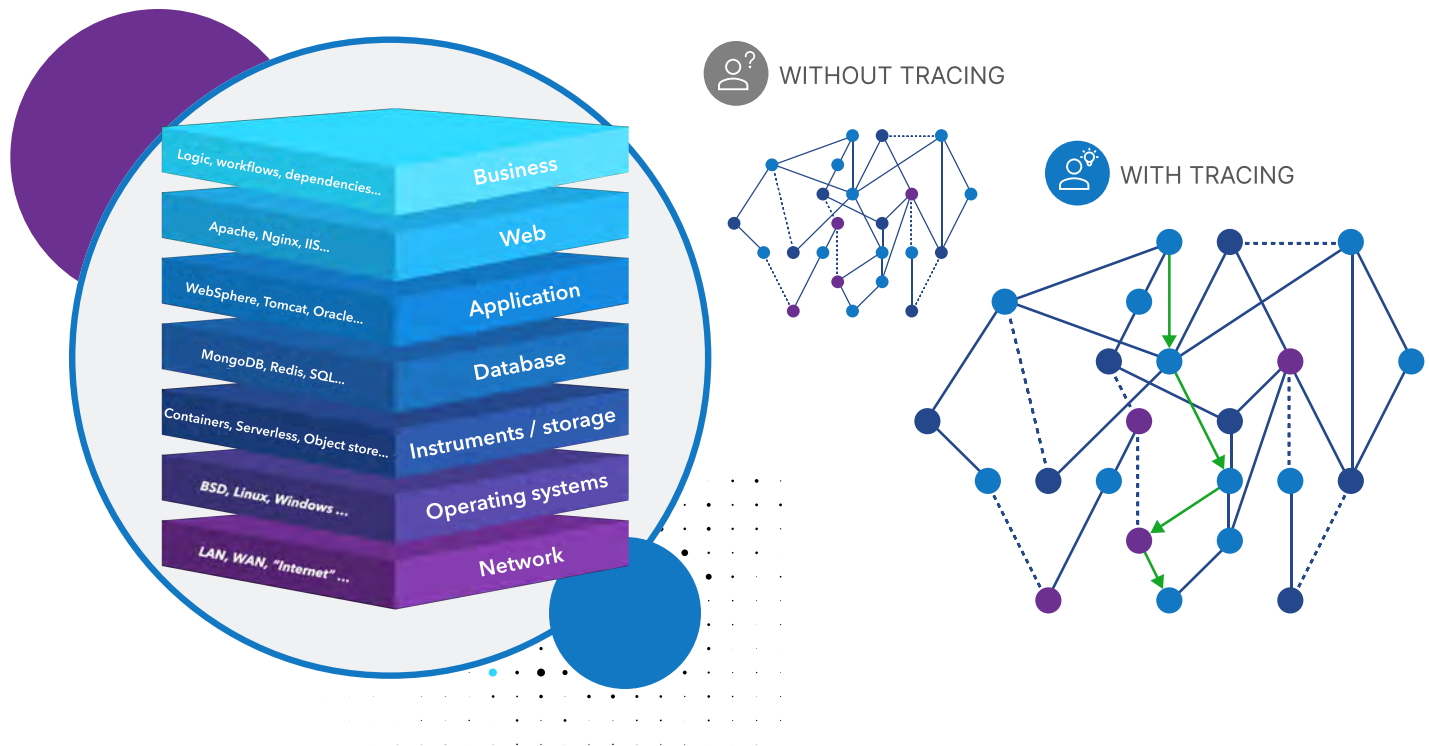 Logic, workflows, dependencies...
Business
Apache, Nginx, IIS...
Web
WebSphere, Tomcat, Oracle...
Application
MongoDB, Redis, SQL...
Database
Containers, Serverless, Object store...
Instruments / storage
BSD, Linux, Windows ...
Operating systems
LAN, WAN, "Internet" ...
Network
?
WITHOUT TRACING
WITH TRACING